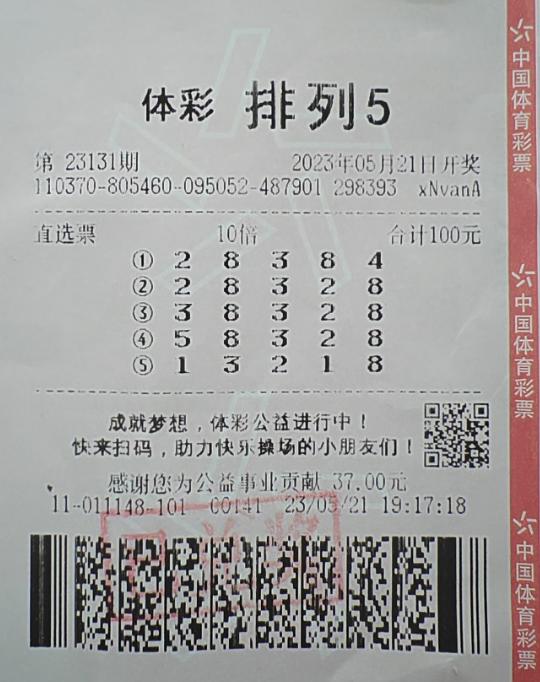 体彩 排列5
第 23131期 2023年05月21日开奖
110370-805460-095052-487901 298393 xNvanA
直选票 10倍 合计100元
① 2 8 3 8 4
② 2 8 3 2 8
③ 3 8 3 2 8
④ 5 8 3 2 8
⑤ 1 3 2 1 8
成就梦想，体彩公益进行中！
快来扫码，助力快乐操场的小朋友们！
感谢您为公益事业贡献 37.00元
11-011148-101 00141 23/05/21 19:17:18
中国体育彩票
中国体育彩票
中国体育彩票